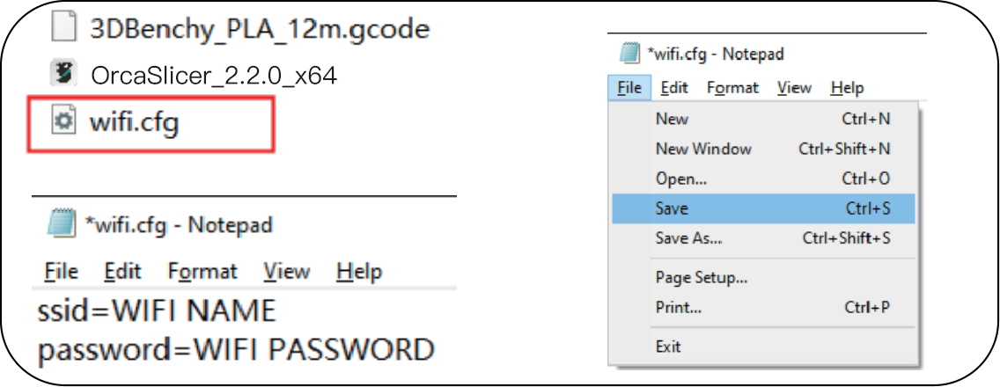 3DBenchy_PLA_12m.gcode
OrcaSlicer_2.2.0_x64
wifi.cfg
*wifi.cfg - Notepad
File Edit Format View Help
ssid=WIFI NAME
password=WIFI PASSWORD
*wifi.cfg - Notepad
File Edit Format View Help
New Ctrl+N
New Window Ctrl+Shift+N
Open... Ctrl+O
Save Ctrl+S
Save As... Ctrl+Shift+S
Page Setup...
Print... Ctrl+P
Exit